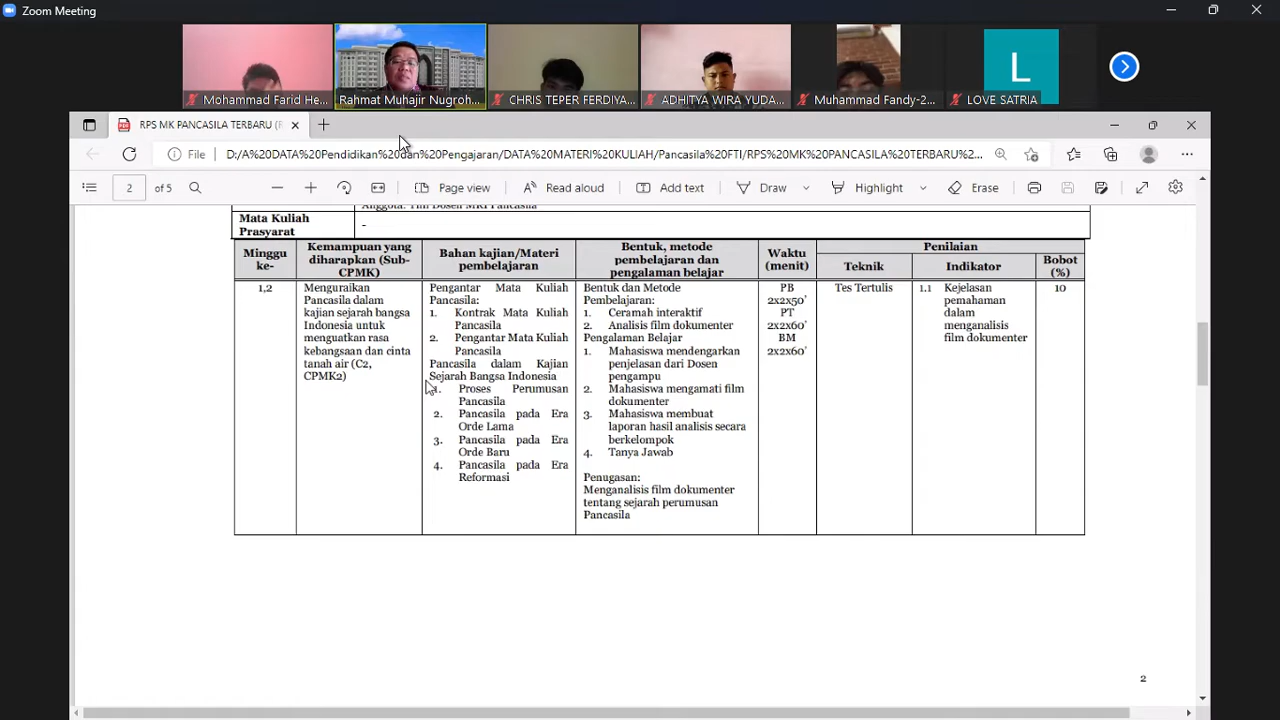 Zoom Meeting
Mohammad Farid He...
Rahmat Muhajir Nugroh...
CHRIS TEPER FERDIYA...
ADHITYA WIRA YUDA...
Muhammad Fandy-2...
L
LOVE SATRIA
RPS MK PANCASILA TERBARU (R
File
D:/A%20DATA%20Pendidikan%20dan%20Pengajaran/DATA%20MATERI%20KULIAH/Pancasila%20FTI/RPS%20MK%20PANCASILA%20TERBARU%2...
2 of 5
Page view
Read aloud
Add text
Draw
Highlight
Erase
Anggota: Tim Dosen MKI Pancasila
Mata Kuliah
Prasyarat
-
Minggu
ke-
Kemampuan yang
diharapkan (Sub-
CPMK)
Bahan kajian/Materi
pembelajaran
Bentuk, metode
pembelajaran dan
pengalaman belajar
Waktu
(menit)
Penilaian
Teknik
Indikator
Bobot
(%)
1,2
Menguraikan
Pancasila dalam
kajian sejarah bangsa
Indonesia untuk
menguatkan rasa
kebangsaan dan cinta
tanah air (C2,
CPMK2)
Pengantar Mata Kuliah
Pancasila:
1. Kontrak Mata Kuliah
Pancasila
2. Pengantar Mata Kuliah
Pancasila
Pancasila dalam Kajian
Sejarah Bangsa Indonesia
1. Proses Perumusan
Pancasila
2. Pancasila pada Era
Orde Lama
3. Pancasila pada Era
Orde Baru
4. Pancasila pada Era
Reformasi
Bentuk dan Metode
Pembelajaran:
1. Ceramah interaktif
2. Analisis film dokumenter
Pengalaman Belajar
1. Mahasiswa mendengarkan
penjelasan dari Dosen
pengampu
2. Mahasiswa mengamati film
dokumenter
3. Mahasiswa membuat
laporan hasil analisis secara
berkelompok
4. Tanya Jawab
Penugasan:
Menganalisis film dokumenter
tentang sejarah perumusan
Pancasila
PB
2x2x50'
PT
2x2x60'
BM
2x2x60'
Tes Tertulis
1.1 Kejelasan
pemahaman
dalam
menganalisis
film dokumenter
10
2